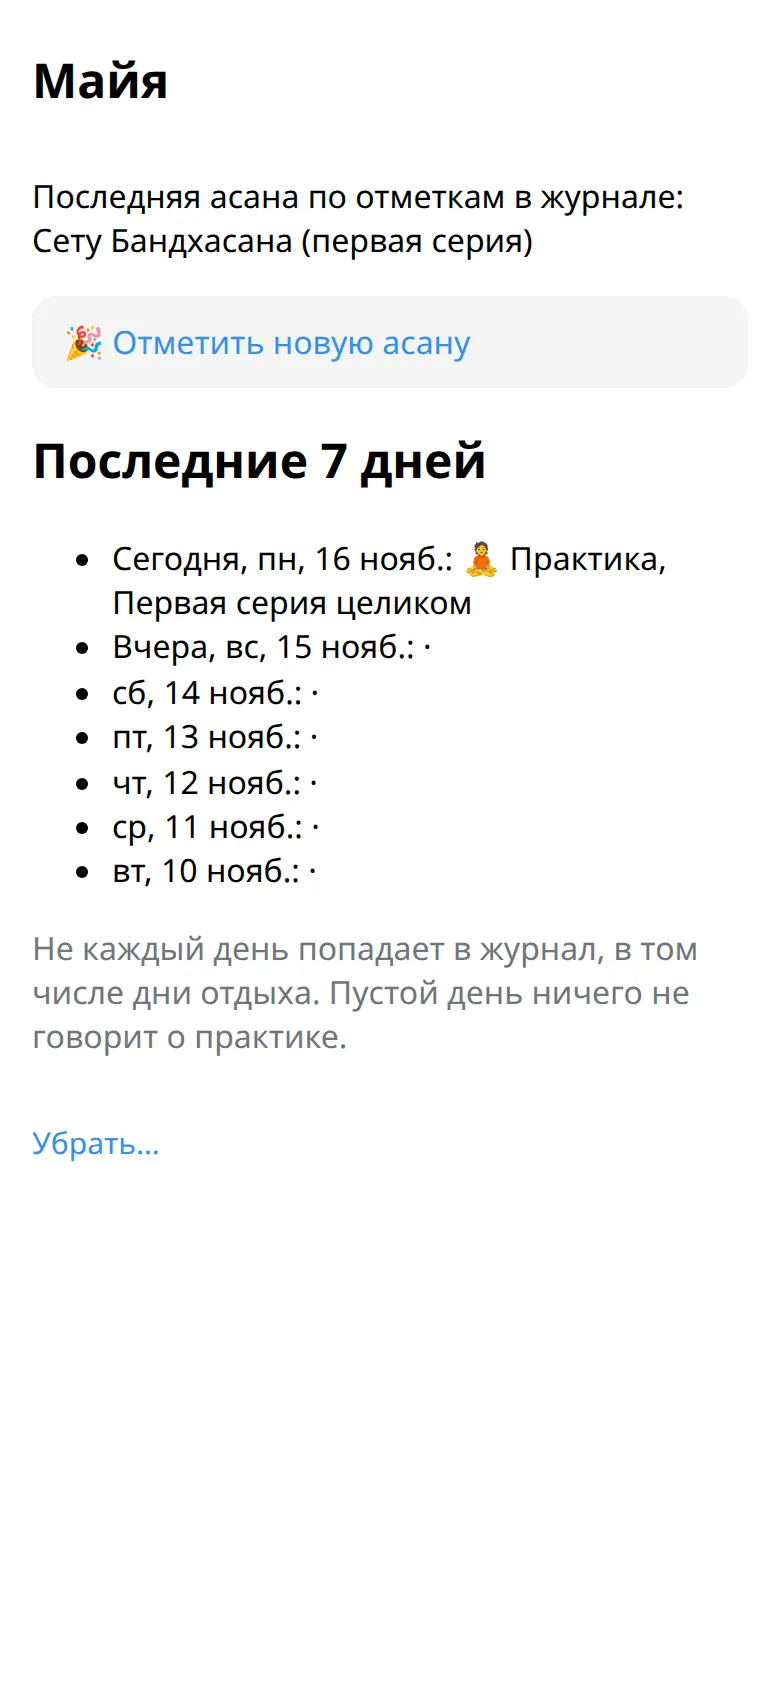 Майя
Последняя асана по отметкам в журнале:
Сету Бандхасана (первая серия)
🎉 Отметить новую асану
Последние 7 дней
• Сегодня, пн, 16 нояб.: 🧘 Практика,
Первая серия целиком
• Вчера, вс, 15 нояб.: ·
• сб, 14 нояб.: ·
• пт, 13 нояб.: ·
• чт, 12 нояб.: ·
• ср, 11 нояб.: ·
• вт, 10 нояб.: ·
Не каждый день попадает в журнал, в том
числе дни отдыха. Пустой день ничего не
говорит о практике.
Убрать...